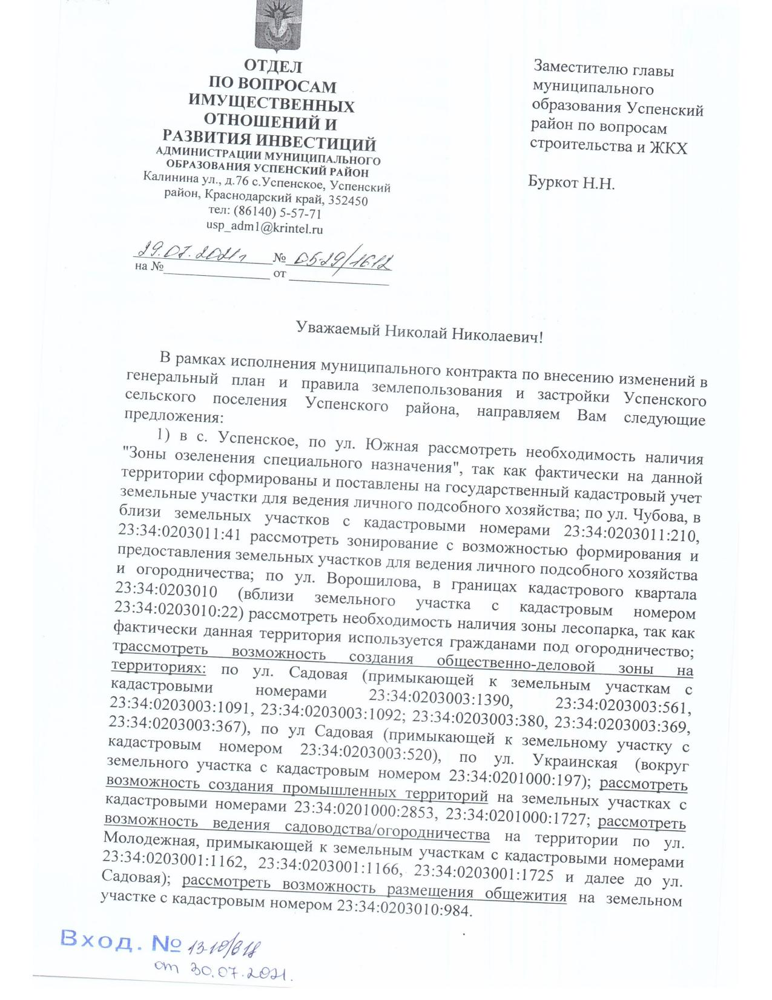 ОТДЕЛ
ПО ВОПРОСАМ
ИМУЩЕСТВЕННЫХ
ОТНОШЕНИЙ И
РАЗВИТИЯ ИНВЕСТИЦИЙ
АДМИНИСТРАЦИИ МУНИЦИПАЛЬНОГО
ОБРАЗОВАНИЯ УСПЕНСКИЙ РАЙОН
Калинина ул., д.76 с.Успенское, Успенский
район, Краснодарский край, 352450
тел: (86140) 5-57-71
usp_adm1@krintel.ru
29.07.2021г № 05-29/1612
на № от
Заместителю главы
муниципального
образования Успенский
район по вопросам
строительства и ЖКХ
Буркот Н.Н.
Уважаемый Николай Николаевич!
В рамках исполнения муниципального контракта по внесению изменений в
генеральный план и правила землепользования и застройки Успенского
сельского поселения Успенского района, направляем Вам следующие
предложения:
1) в с. Успенское, по ул. Южная рассмотреть необходимость наличия
"Зоны озеленения специального назначения", так как фактически на данной
территории сформированы и поставлены на государственный кадастровый учет
земельные участки для ведения личного подсобного хозяйства; по ул. Чубова, в
близи земельных участков с кадастровыми номерами 23:34:0203011:210,
23:34:0203011:41 рассмотреть зонирование с возможностью формирования и
предоставления земельных участков для ведения личного подсобного хозяйства
и огородничества; по ул. Ворошилова, в границах кадастрового квартала
23:34:0203010 (вблизи земельного участка с кадастровым номером
23:34:0203010:22) рассмотреть необходимость наличия зоны лесопарка, так как
фактически данная территория используется гражданами под огородничество;
трассмотреть возможность создания общественно-деловой зоны на
территориях: по ул. Садовая (примыкающей к земельным участкам с
кадастровыми номерами 23:34:0203003:1390, 23:34:0203003:561,
23:34:0203003:1091, 23:34:0203003:1092; 23:34:0203003:380, 23:34:0203003:369,
23:34:0203003:367), по ул Садовая (примыкающей к земельному участку с
кадастровым номером 23:34:0203003:520), по ул. Украинская (вокруг
земельного участка с кадастровым номером 23:34:0201000:197); рассмотреть
возможность создания промышленных территорий на земельных участках с
кадастровыми номерами 23:34:0201000:2853, 23:34:0201000:1727; рассмотреть
возможность ведения садоводства/огородничества на территории по ул.
Молодежная, примыкающей к земельным участкам с кадастровыми номерами
23:34:0203001:1162, 23:34:0203001:1166, 23:34:0203001:1725 и далее до ул.
Садовая); рассмотреть возможность размещения общежития на земельном
участке с кадастровым номером 23:34:0203010:984.
Вход. №
от 30.07.2021.